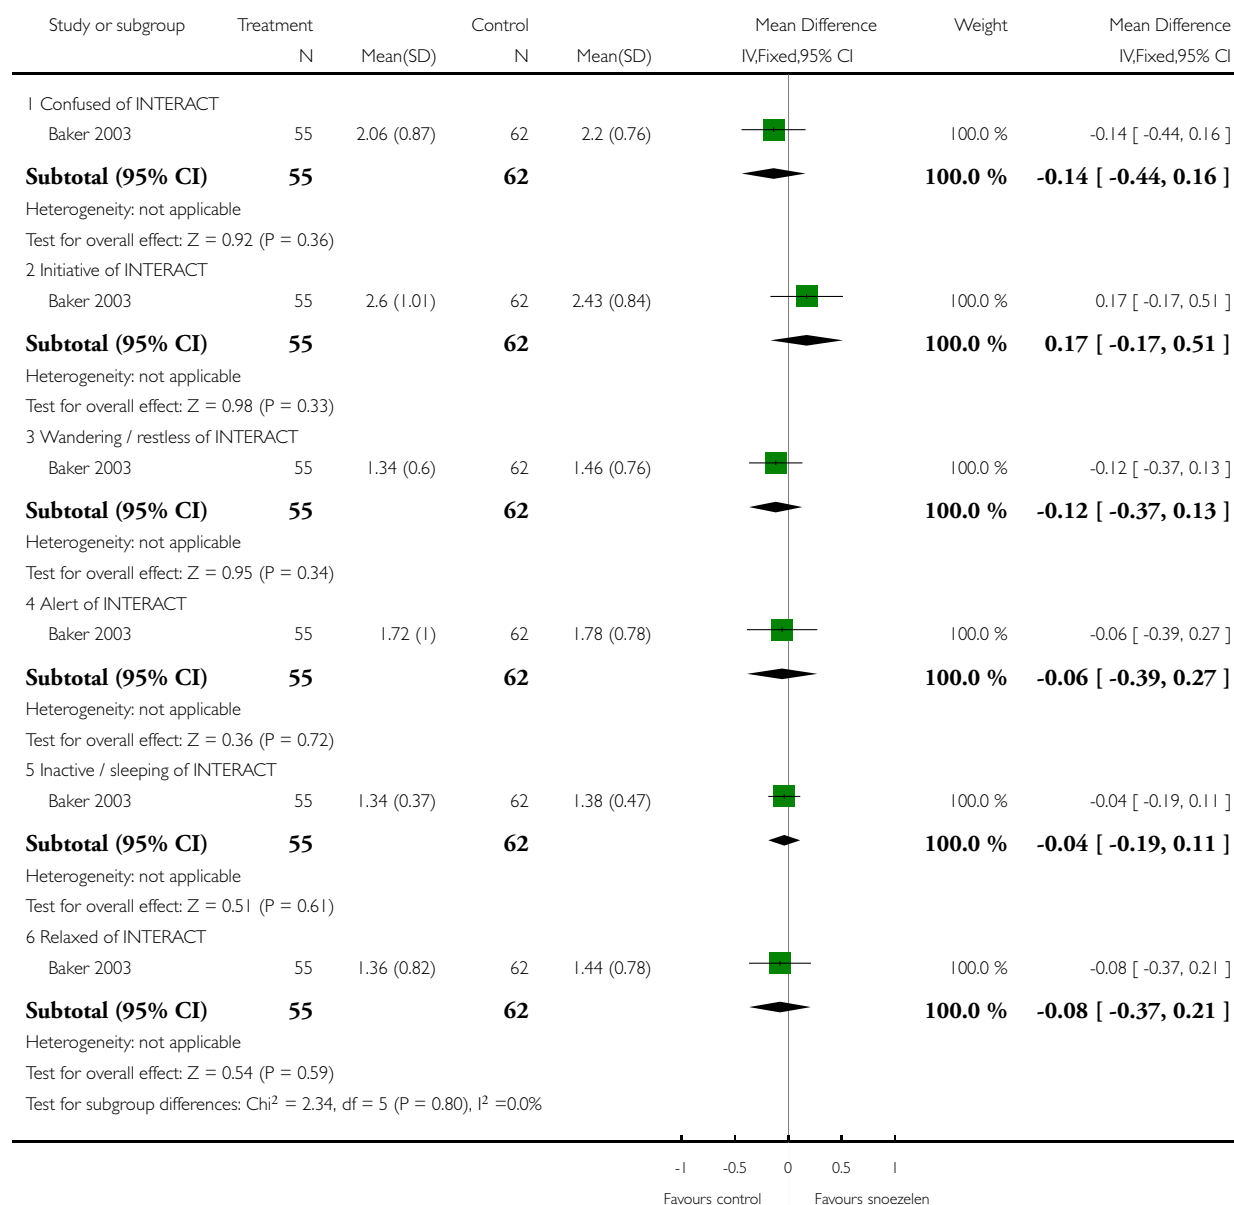 Study or subgroup Treatment Control Mean Difference Weight Mean Difference
N Mean(SD) N Mean(SD) IV,Fixed,95% CI IV,Fixed,95% CI
1 Confused of INTERACT
Baker 2003 55 2.06 (0.87) 62 2.2 (0.76) 100.0 % -0.14 [ -0.44, 0.16 ]
Subtotal (95% CI) 55 62 100.0 % -0.14 [ -0.44, 0.16 ]
Heterogeneity: not applicable
Test for overall effect: Z = 0.92 (P = 0.36)
2 Initiative of INTERACT
Baker 2003 55 2.6 (1.01) 62 2.43 (0.84) 100.0 % 0.17 [ -0.17, 0.51 ]
Subtotal (95% CI) 55 62 100.0 % 0.17 [ -0.17, 0.51 ]
Heterogeneity: not applicable
Test for overall effect: Z = 0.98 (P = 0.33)
3 Wandering / restless of INTERACT
Baker 2003 55 1.34 (0.6) 62 1.46 (0.76) 100.0 % -0.12 [ -0.37, 0.13 ]
Subtotal (95% CI) 55 62 100.0 % -0.12 [ -0.37, 0.13 ]
Heterogeneity: not applicable
Test for overall effect: Z = 0.95 (P = 0.34)
4 Alert of INTERACT
Baker 2003 55 1.72 (1) 62 1.78 (0.78) 100.0 % -0.06 [ -0.39, 0.27 ]
Subtotal (95% CI) 55 62 100.0 % -0.06 [ -0.39, 0.27 ]
Heterogeneity: not applicable
Test for overall effect: Z = 0.36 (P = 0.72)
5 Inactive / sleeping of INTERACT
Baker 2003 55 1.34 (0.37) 62 1.38 (0.47) 100.0 % -0.04 [ -0.19, 0.11 ]
Subtotal (95% CI) 55 62 100.0 % -0.04 [ -0.19, 0.11 ]
Heterogeneity: not applicable
Test for overall effect: Z = 0.51 (P = 0.61)
6 Relaxed of INTERACT
Baker 2003 55 1.36 (0.82) 62 1.44 (0.78) 100.0 % -0.08 [ -0.37, 0.21 ]
Subtotal (95% CI) 55 62 100.0 % -0.08 [ -0.37, 0.21 ]
Heterogeneity: not applicable
Test for overall effect: Z = 0.54 (P = 0.59)
Test for subgroup differences: Chi² = 2.34, df = 5 (P = 0.80), I² =0.0%
-1 -0.5 0 0.5 1
Favours control Favours snoezelen